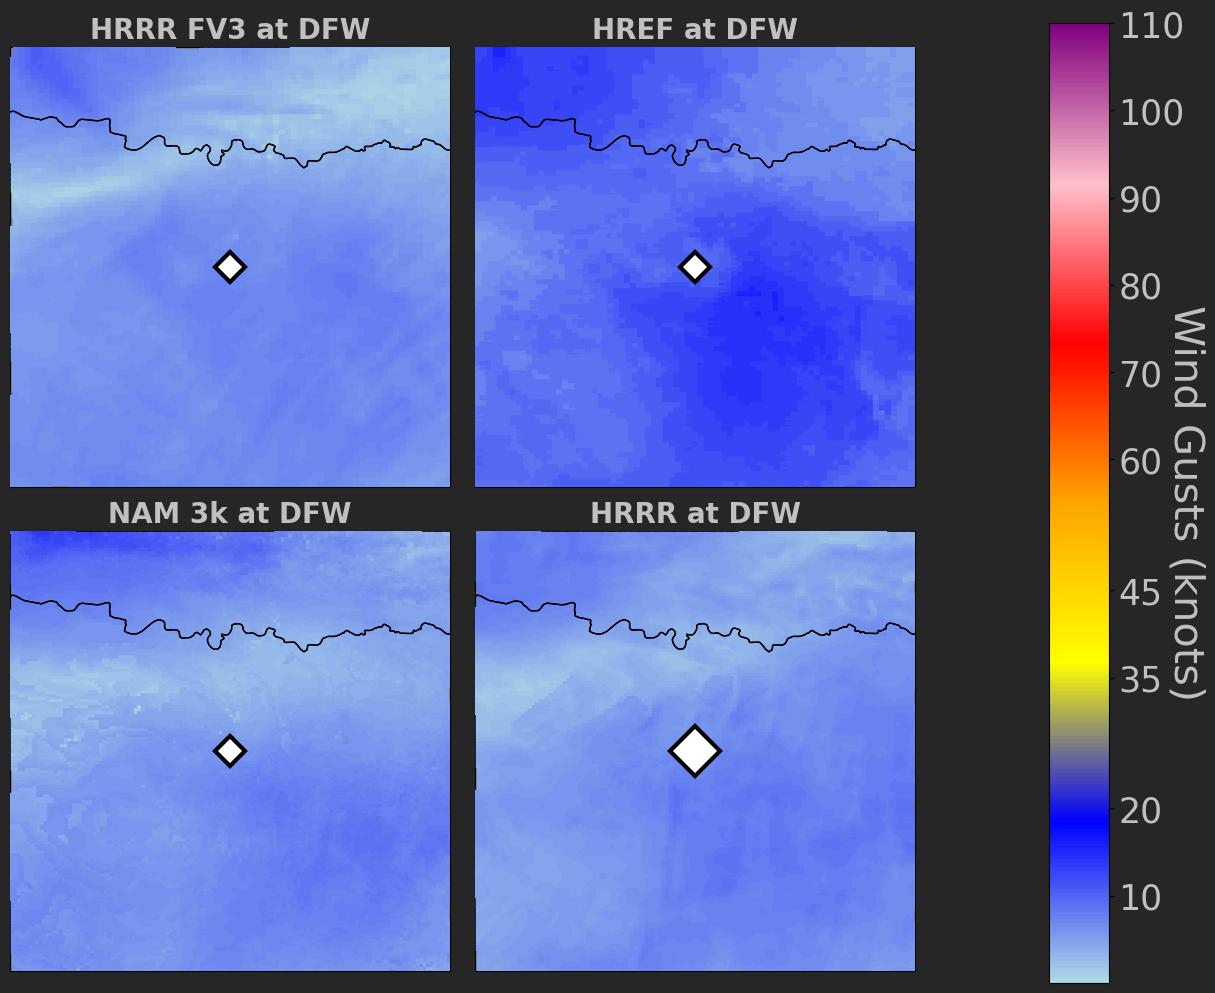 HRRR FV3 at DFW
HREF at DFW
NAM 3k at DFW
HRRR at DFW
110
100
90
80
70
60
45
35
20
10
Wind Gusts (knots)